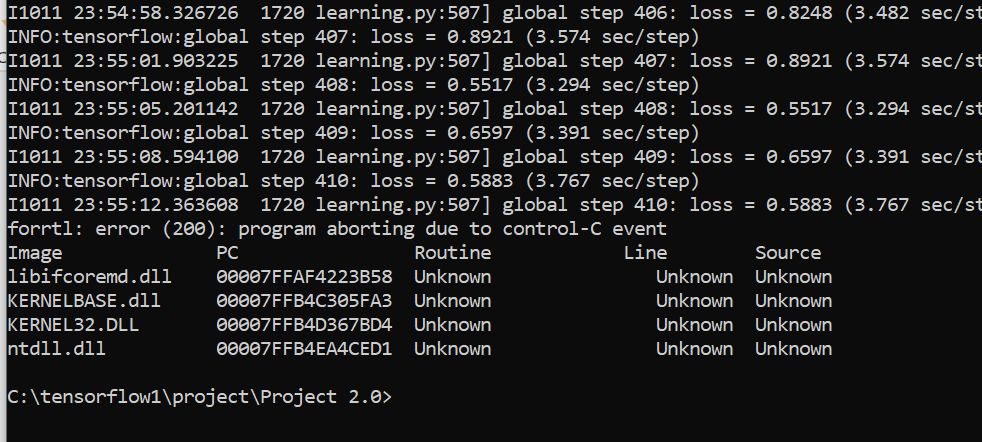 I1011 23:54:58.326726  1720 learning.py:507] global step 406: loss = 0.8248 (3.482 sec/st
INFO:tensorflow:global step 407: loss = 0.8921 (3.574 sec/step)
I1011 23:55:01.903225  1720 learning.py:507] global step 407: loss = 0.8921 (3.574 sec/st
INFO:tensorflow:global step 408: loss = 0.5517 (3.294 sec/step)
I1011 23:55:05.201142  1720 learning.py:507] global step 408: loss = 0.5517 (3.294 sec/st
INFO:tensorflow:global step 409: loss = 0.6597 (3.391 sec/step)
I1011 23:55:08.594100  1720 learning.py:507] global step 409: loss = 0.6597 (3.391 sec/st
INFO:tensorflow:global step 410: loss = 0.5883 (3.767 sec/step)
I1011 23:55:12.363608  1720 learning.py:507] global step 410: loss = 0.5883 (3.767 sec/st
forrtl: error (200): program aborting due to control-C event
Image              PC                Routine            Line        Source
libifcoremd.dll    00007FFAF4223B58  Unknown               Unknown  Unknown
KERNELBASE.dll     00007FFB4C305FA3  Unknown               Unknown  Unknown
KERNEL32.DLL       00007FFB4D367BD4  Unknown               Unknown  Unknown
ntdll.dll          00007FFB4EA4CED1  Unknown               Unknown  Unknown
C:\tensorflow1\project\Project 2.0>